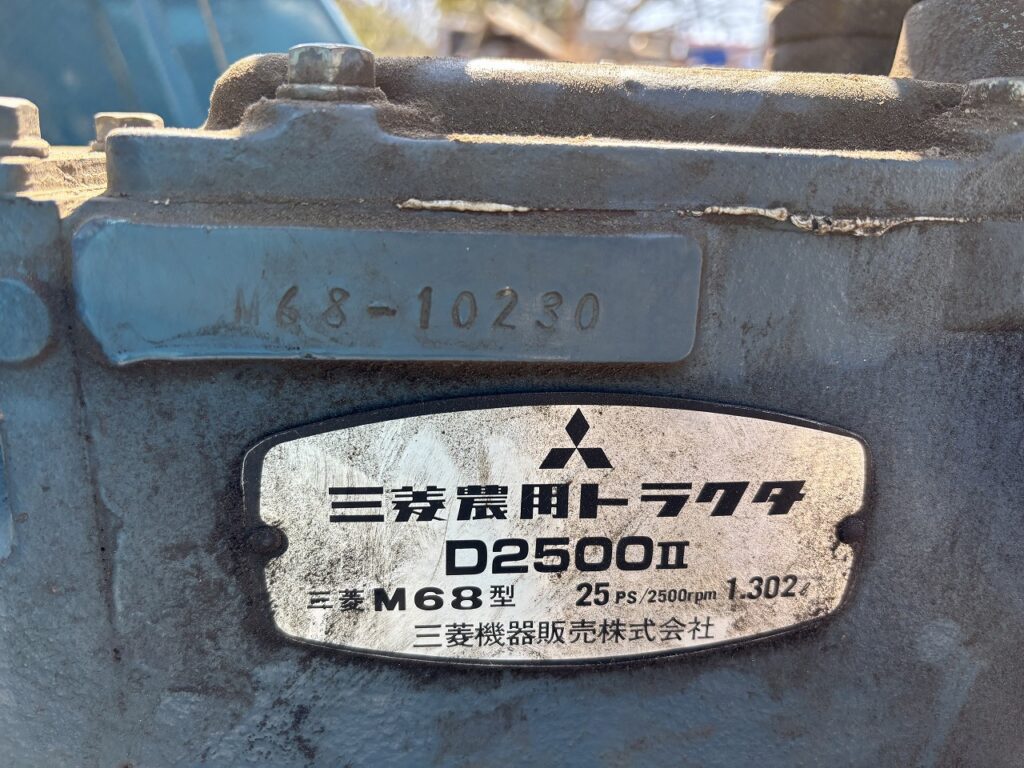 M68-10230
三菱農用トラクタ
D2500II
三菱M68型 25PS/2500rpm 1.302ℓ
三菱機器販売株式会社